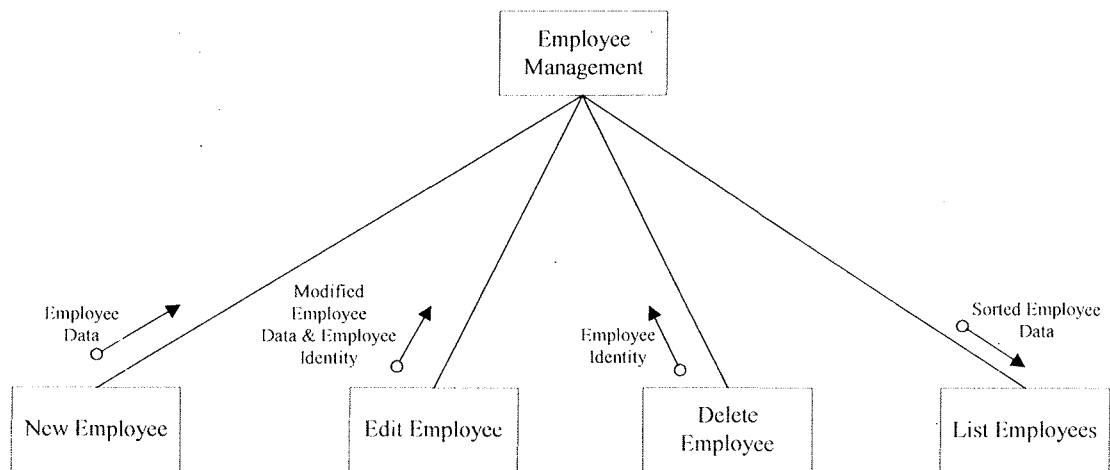 Employee
Management
Employee
Data
Modified
Employee
Data & Employee
Identity
Employee
Identity
Sorted Employee
Data
New Employee
Edit Employee
Delete
Employee
List Employees